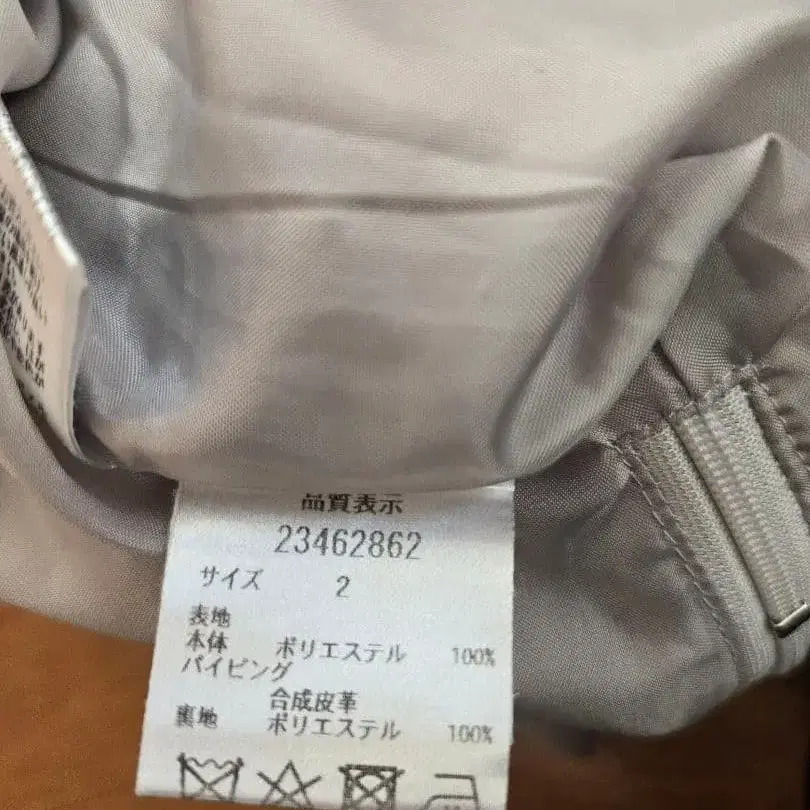 品質表示
23462862
サイズ 2
表地
本体 ポリエステル 100%
パイピング
合成皮革
裏地 ポリエステル 100%